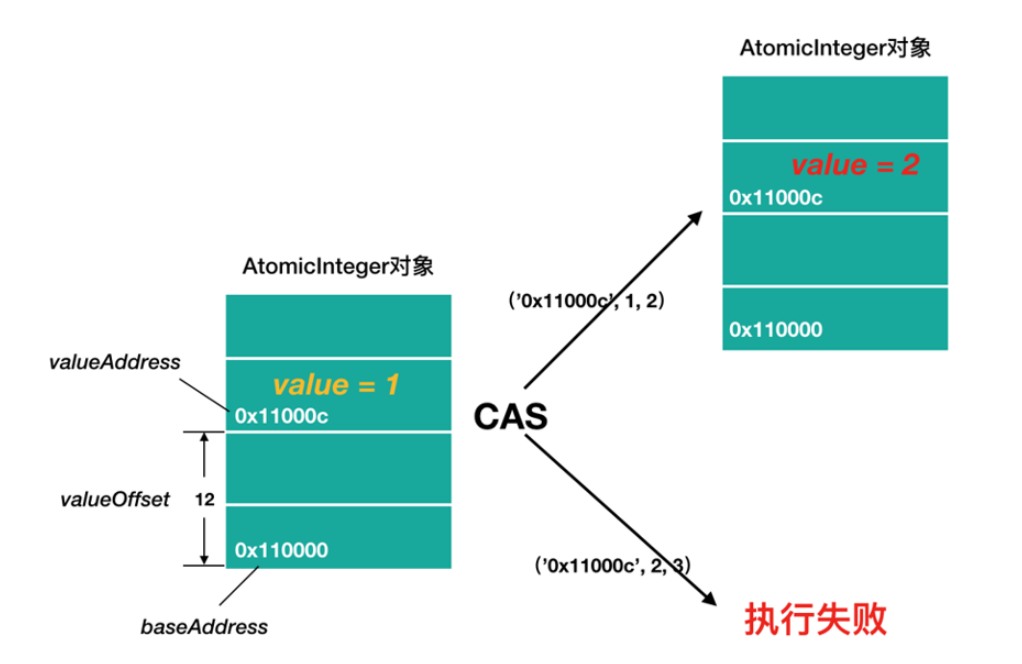 AtomicInteger对象
value = 2
0x11000c
0x110000
AtomicInteger对象
valueAddress
value = 1
0x11000c
valueOffset
12
0x110000
baseAddress
CAS
('0x11000c', 1, 2)
('0x11000c', 2, 3)
执行失败